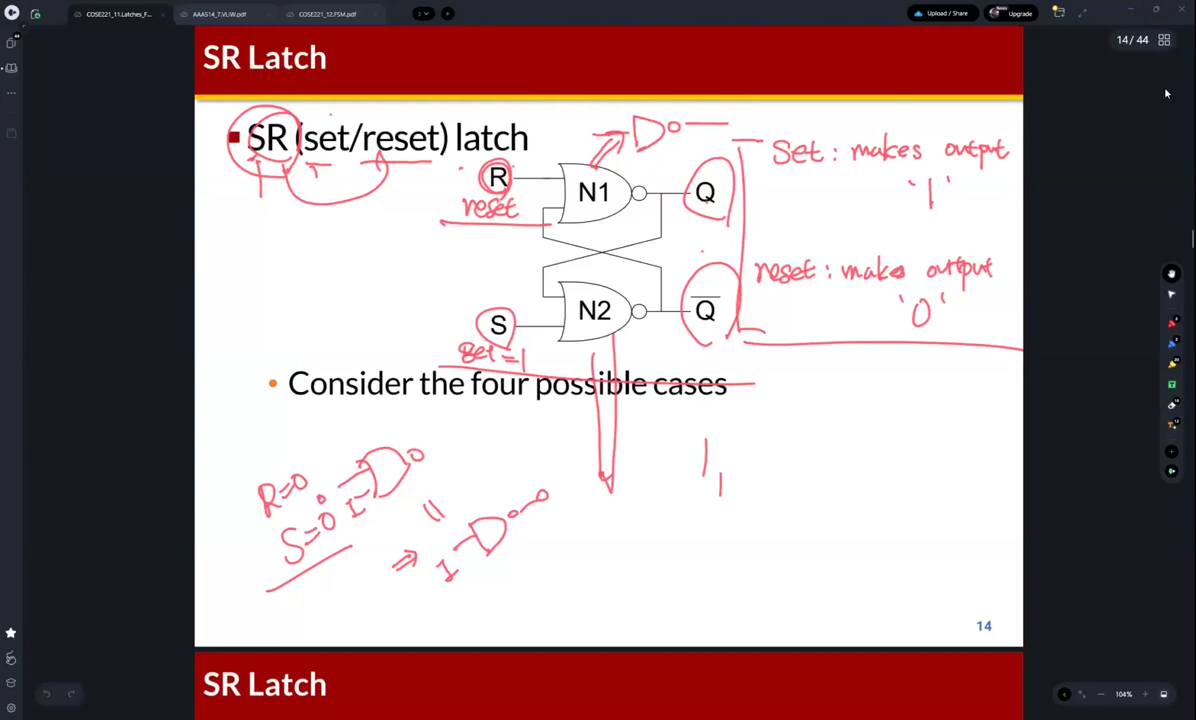 COSE221_11.Latches_F...
AAAS14_7.VLIW.pdf
COSE221_12.FSM.pdf
2
Upload / Share
Upgrade
14 / 44
SR Latch
SR (set/reset) latch
R
reset
N1
Q
Set : makes output
'1'
reset : makes output
'0'
N2
Q̅
S
set = 1
Consider the four possible cases
R=0
S=0
I
I
14
SR Latch
104%